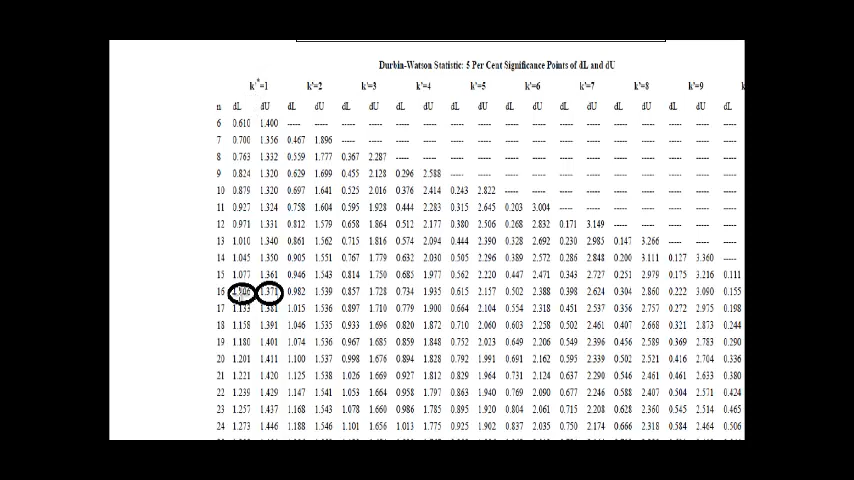 Durbin-Watson Statistic: 5 Per Cent Significance Points of dL and dU
k'*=1 k'=2 k'=3 k'=4 k'=5 k'=6 k'=7 k'=8 k'=9
n dL dU dL dU dL dU dL dU dL dU dL dU dL dU dL dU dL dU dL
6 0.610 1.400 ----- ----- ----- ----- ----- ----- ----- ----- ----- ----- ----- ----- ----- ----- ----- ----- -----
7 0.700 1.356 0.467 1.896 ----- ----- ----- ----- ----- ----- ----- ----- ----- ----- ----- ----- ----- ----- -----
8 0.763 1.332 0.559 1.777 0.367 2.287 ----- ----- ----- ----- ----- ----- ----- ----- ----- ----- ----- ----- -----
9 0.824 1.320 0.629 1.699 0.455 2.128 0.296 2.588 ----- ----- ----- ----- ----- ----- ----- ----- ----- ----- -----
10 0.879 1.320 0.697 1.641 0.525 2.016 0.376 2.414 0.243 2.822 ----- ----- ----- ----- ----- ----- ----- ----- -----
11 0.927 1.324 0.758 1.604 0.595 1.928 0.444 2.283 0.315 2.645 0.203 3.004 ----- ----- ----- ----- ----- ----- -----
12 0.971 1.331 0.812 1.579 0.658 1.864 0.512 2.177 0.380 2.506 0.268 2.832 0.171 3.149 ----- ----- ----- ----- -----
13 1.010 1.340 0.861 1.562 0.715 1.816 0.574 2.094 0.444 2.390 0.328 2.692 0.230 2.985 0.147 3.266 ----- ----- -----
14 1.045 1.350 0.905 1.551 0.767 1.779 0.632 2.030 0.505 2.296 0.389 2.572 0.286 2.848 0.200 3.111 0.127 3.360 -----
15 1.077 1.361 0.946 1.543 0.814 1.750 0.685 1.977 0.562 2.220 0.447 2.471 0.343 2.727 0.251 2.979 0.175 3.216 0.111
16 1.371 0.982 1.539 0.857 1.728 0.734 1.935 0.615 2.157 0.502 2.388 0.398 2.624 0.304 2.860 0.222 3.090 0.155
17 1.133 1.381 1.015 1.536 0.897 1.710 0.779 1.900 0.664 2.104 0.554 2.318 0.451 2.537 0.356 2.757 0.272 2.975 0.198
18 1.158 1.391 1.046 1.535 0.933 1.696 0.820 1.872 0.710 2.060 0.603 2.258 0.502 2.461 0.407 2.668 0.321 2.873 0.244
19 1.180 1.401 1.074 1.536 0.967 1.685 0.859 1.848 0.752 2.023 0.649 2.206 0.549 2.396 0.456 2.589 0.369 2.783 0.290
20 1.201 1.411 1.100 1.537 0.998 1.676 0.894 1.828 0.792 1.991 0.691 2.162 0.595 2.339 0.502 2.521 0.416 2.704 0.336
21 1.221 1.420 1.125 1.538 1.026 1.669 0.927 1.812 0.829 1.964 0.731 2.124 0.637 2.290 0.546 2.461 0.461 2.633 0.380
22 1.239 1.429 1.147 1.541 1.053 1.664 0.958 1.797 0.863 1.940 0.769 2.090 0.677 2.246 0.588 2.407 0.504 2.571 0.424
23 1.257 1.437 1.168 1.543 1.078 1.660 0.986 1.785 0.895 1.920 0.804 2.061 0.715 2.208 0.628 2.360 0.545 2.514 0.465
24 1.273 1.446 1.188 1.546 1.101 1.656 1.013 1.775 0.925 1.902 0.837 2.035 0.750 2.174 0.666 2.318 0.584 2.464 0.506